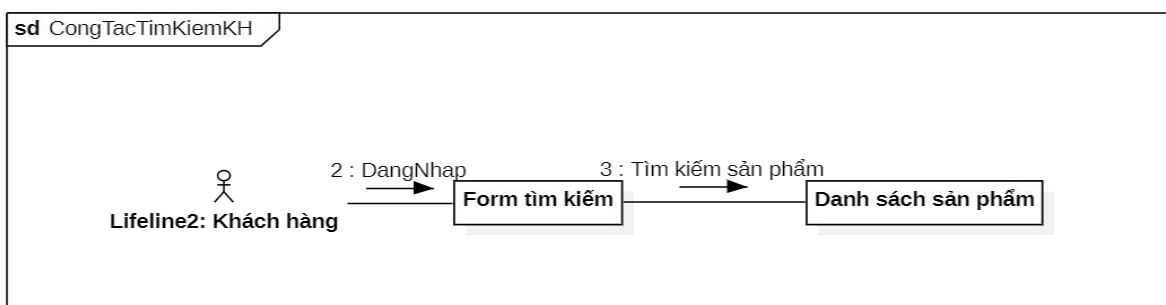 sd CongTacTimKiemKH
2 : DangNhap
3 : Tìm kiếm sản phẩm
Form tìm kiếm
Danh sách sản phẩm
Lifeline2: Khách hàng